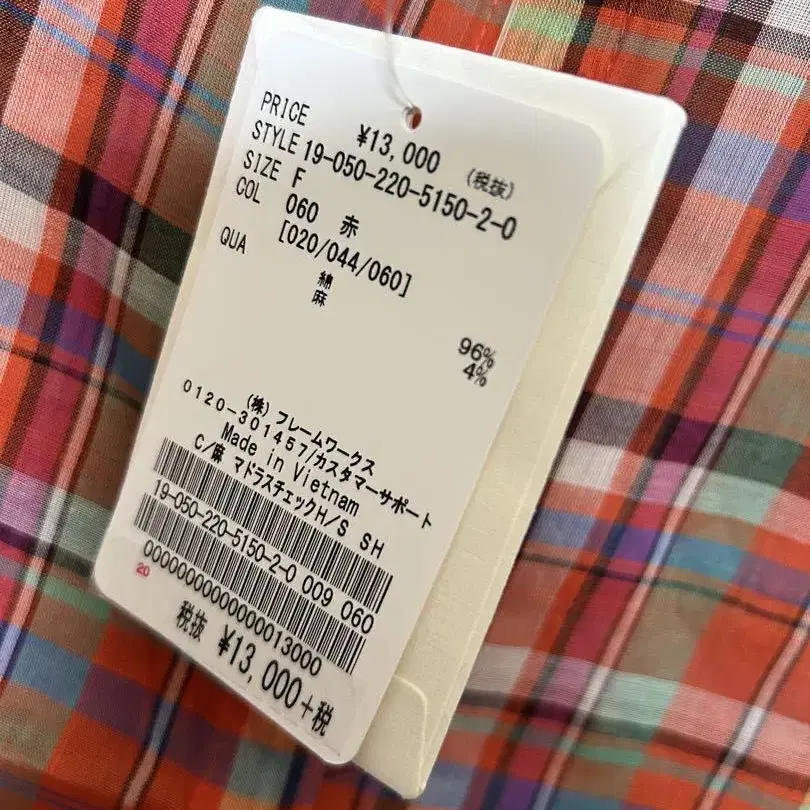 PRICE ¥13,000 (税抜)
STYLE 19-050-220-5150-2-0
SIZE F
COL 060 赤
[020/044/060]
QUA 綿 96%
麻 4%
(株)フレームワークス
0120-301457/カスタマーサポート
Made in Vietnam
C/麻 マドラスチェックH/S SH
19-050-220-5150-2-0 009 060
0000000000000013000
20
税抜 ¥13,000+税